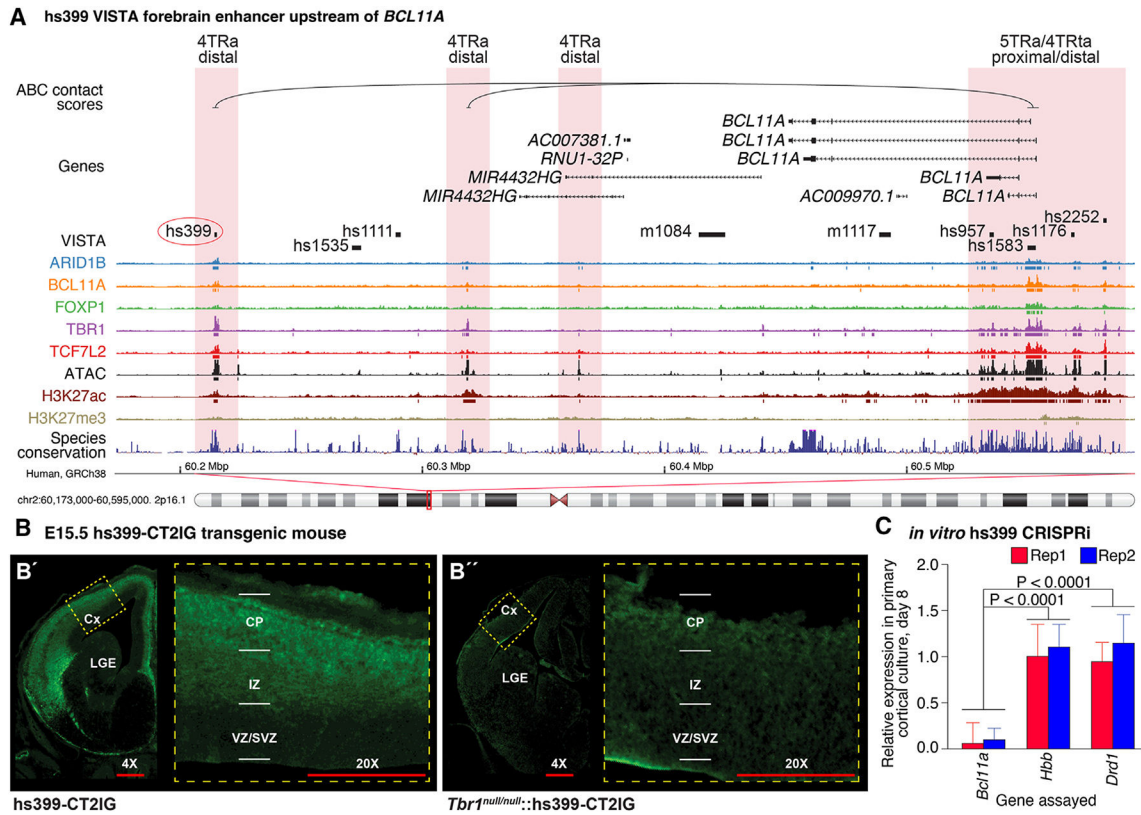 A hs399 VISTA forebrain enhancer upstream of BCL11A
4TRa distal
4TRa distal
4TRa distal
5TRa/4TRta proximal/distal
ABC contact scores
Genes
BCL11A
AC007381.1
BCL11A
RNU1-32P
BCL11A
MIR4432HG
BCL11A
MIR4432HG
AC009970.1
BCL11A
VISTA
hs399
hs1535
hs1111
m1084
m1117
hs957
hs1583
hs1176
hs2252
ARID1B
BCL11A
FOXP1
TBR1
TCF7L2
ATAC
H3K27ac
H3K27me3
Species conservation
Human, GRCh38
60.2 Mbp
60.3 Mbp
60.4 Mbp
60.5 Mbp
chr2:60,173,000-60,595,000. 2p16.1
B E15.5 hs399-CT2IG transgenic mouse
B′
Cx
LGE
4X
CP
IZ
VZ/SVZ
20X
hs399-CT2IG
B′′
Cx
LGE
4X
CP
IZ
VZ/SVZ
20X
Tbr1null/null::hs399-CT2IG
C in vitro hs399 CRISPRi
Rep1
Rep2
Relative expression in primary cortical culture, day 8
2.0
1.5
1.0
0.5
0.0
P < 0.0001
P < 0.0001
Bcl11a
Hbb
Drd1
Gene assayed